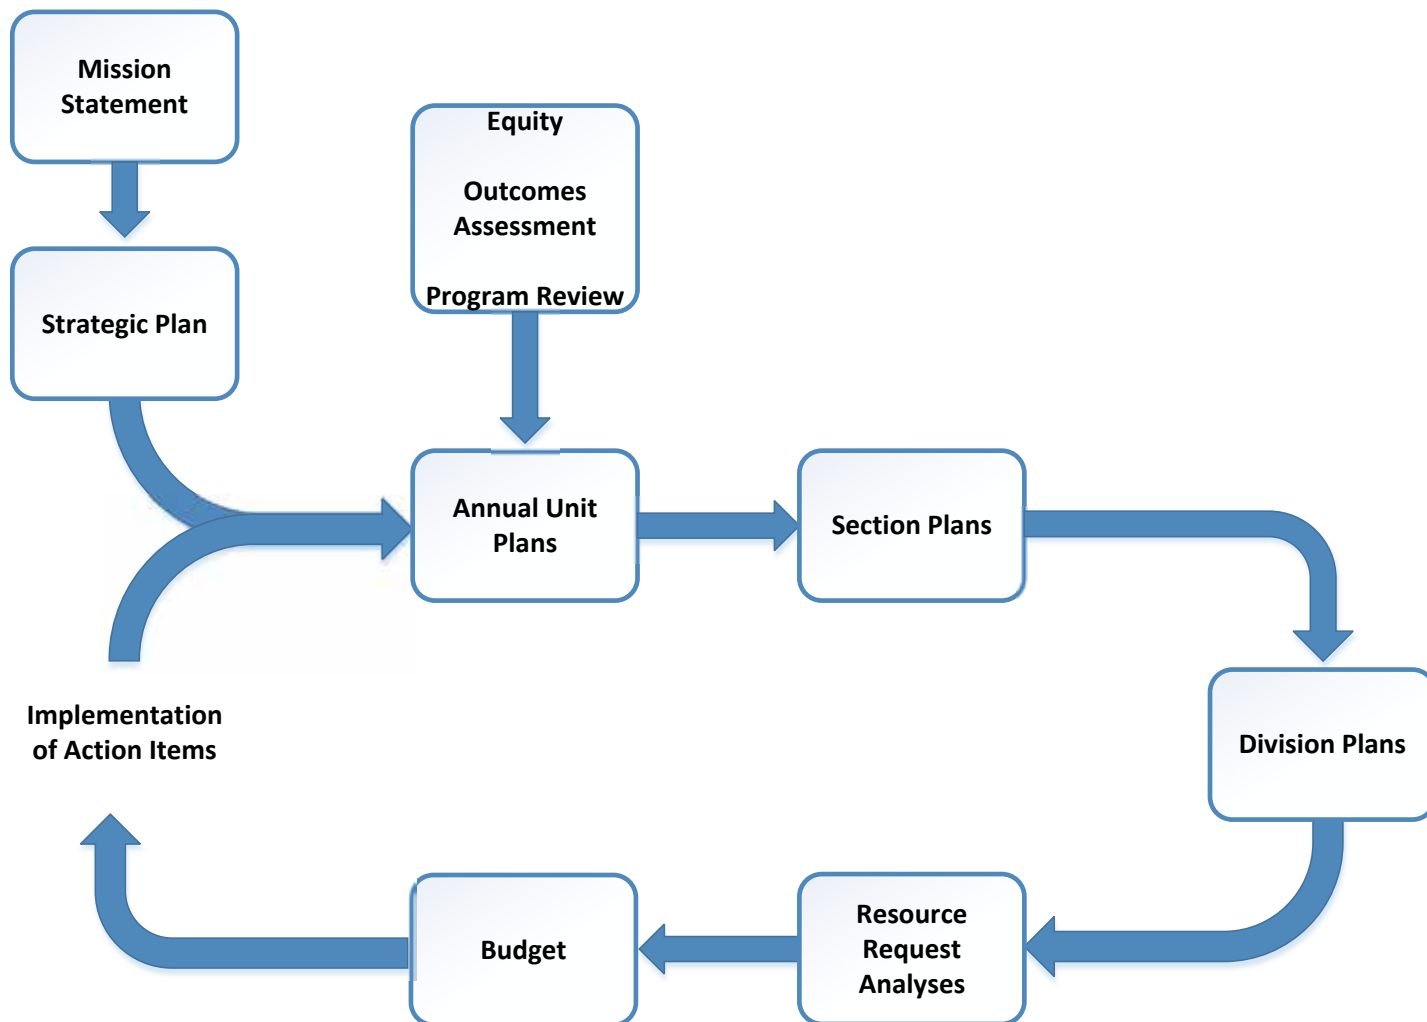 Mission
Statement
Equity
Outcomes
Assessment
Program Review
Strategic Plan
Annual Unit
Plans
Section Plans
Division Plans
Resource
Request
Analyses
Budget
Implementation
of Action Items